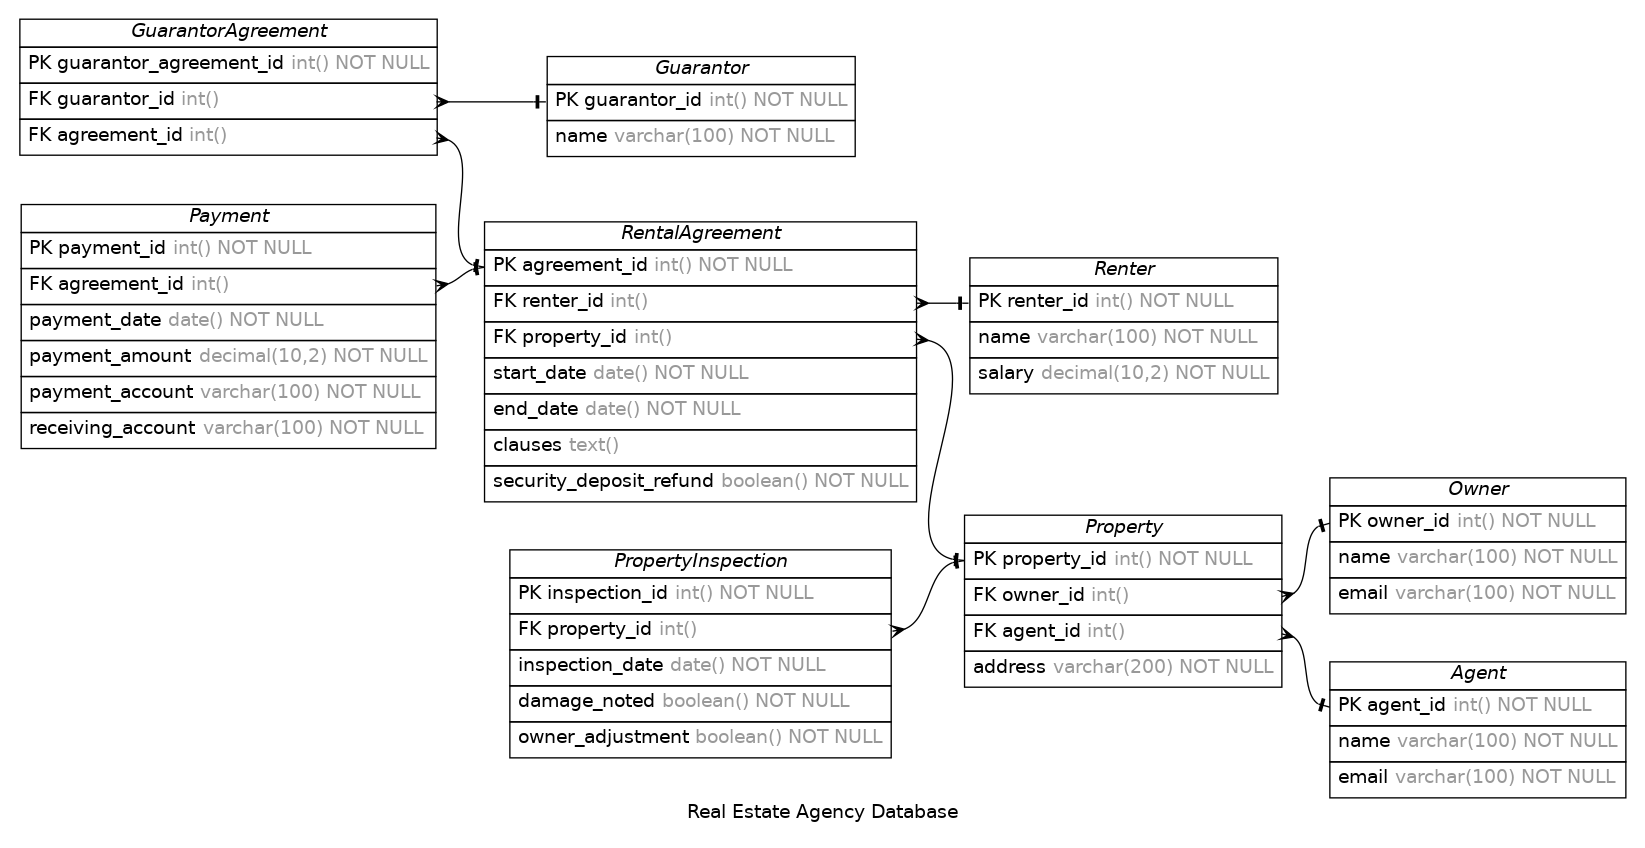 GuarantorAgreement
PK guarantor_agreement_id int() NOT NULL
FK guarantor_id int()
FK agreement_id int()
Guarantor
PK guarantor_id int() NOT NULL
name varchar(100) NOT NULL
Payment
PK payment_id int() NOT NULL
FK agreement_id int()
payment_date date() NOT NULL
payment_amount decimal(10,2) NOT NULL
payment_account varchar(100) NOT NULL
receiving_account varchar(100) NOT NULL
RentalAgreement
PK agreement_id int() NOT NULL
FK renter_id int()
FK property_id int()
start_date date() NOT NULL
end_date date() NOT NULL
clauses text()
security_deposit_refund boolean() NOT NULL
Renter
PK renter_id int() NOT NULL
name varchar(100) NOT NULL
salary decimal(10,2) NOT NULL
PropertyInspection
PK inspection_id int() NOT NULL
FK property_id int()
inspection_date date() NOT NULL
damage_noted boolean() NOT NULL
owner_adjustment boolean() NOT NULL
Property
PK property_id int() NOT NULL
FK owner_id int()
FK agent_id int()
address varchar(200) NOT NULL
Owner
PK owner_id int() NOT NULL
name varchar(100) NOT NULL
email varchar(100) NOT NULL
Agent
PK agent_id int() NOT NULL
name varchar(100) NOT NULL
email varchar(100) NOT NULL
Real Estate Agency Database